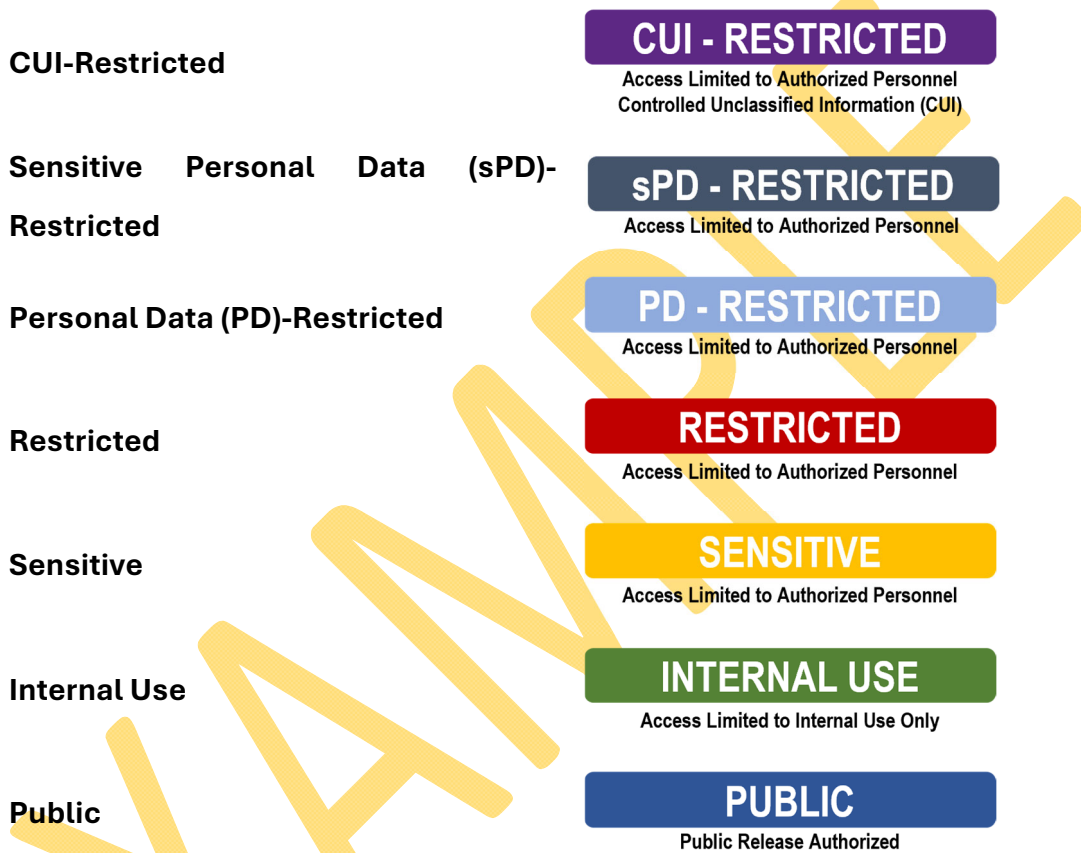 CUI-Restricted
CUI - RESTRICTED
Access Limited to Authorized Personnel
Controlled Unclassified Information (CUI)
Sensitive Personal Data (sPD)-
Restricted
sPD - RESTRICTED
Access Limited to Authorized Personnel
Personal Data (PD)-Restricted
PD - RESTRICTED
Access Limited to Authorized Personnel
Restricted
RESTRICTED
Access Limited to Authorized Personnel
Sensitive
SENSITIVE
Access Limited to Authorized Personnel
Internal Use
INTERNAL USE
Access Limited to Internal Use Only
Public
PUBLIC
Public Release Authorized